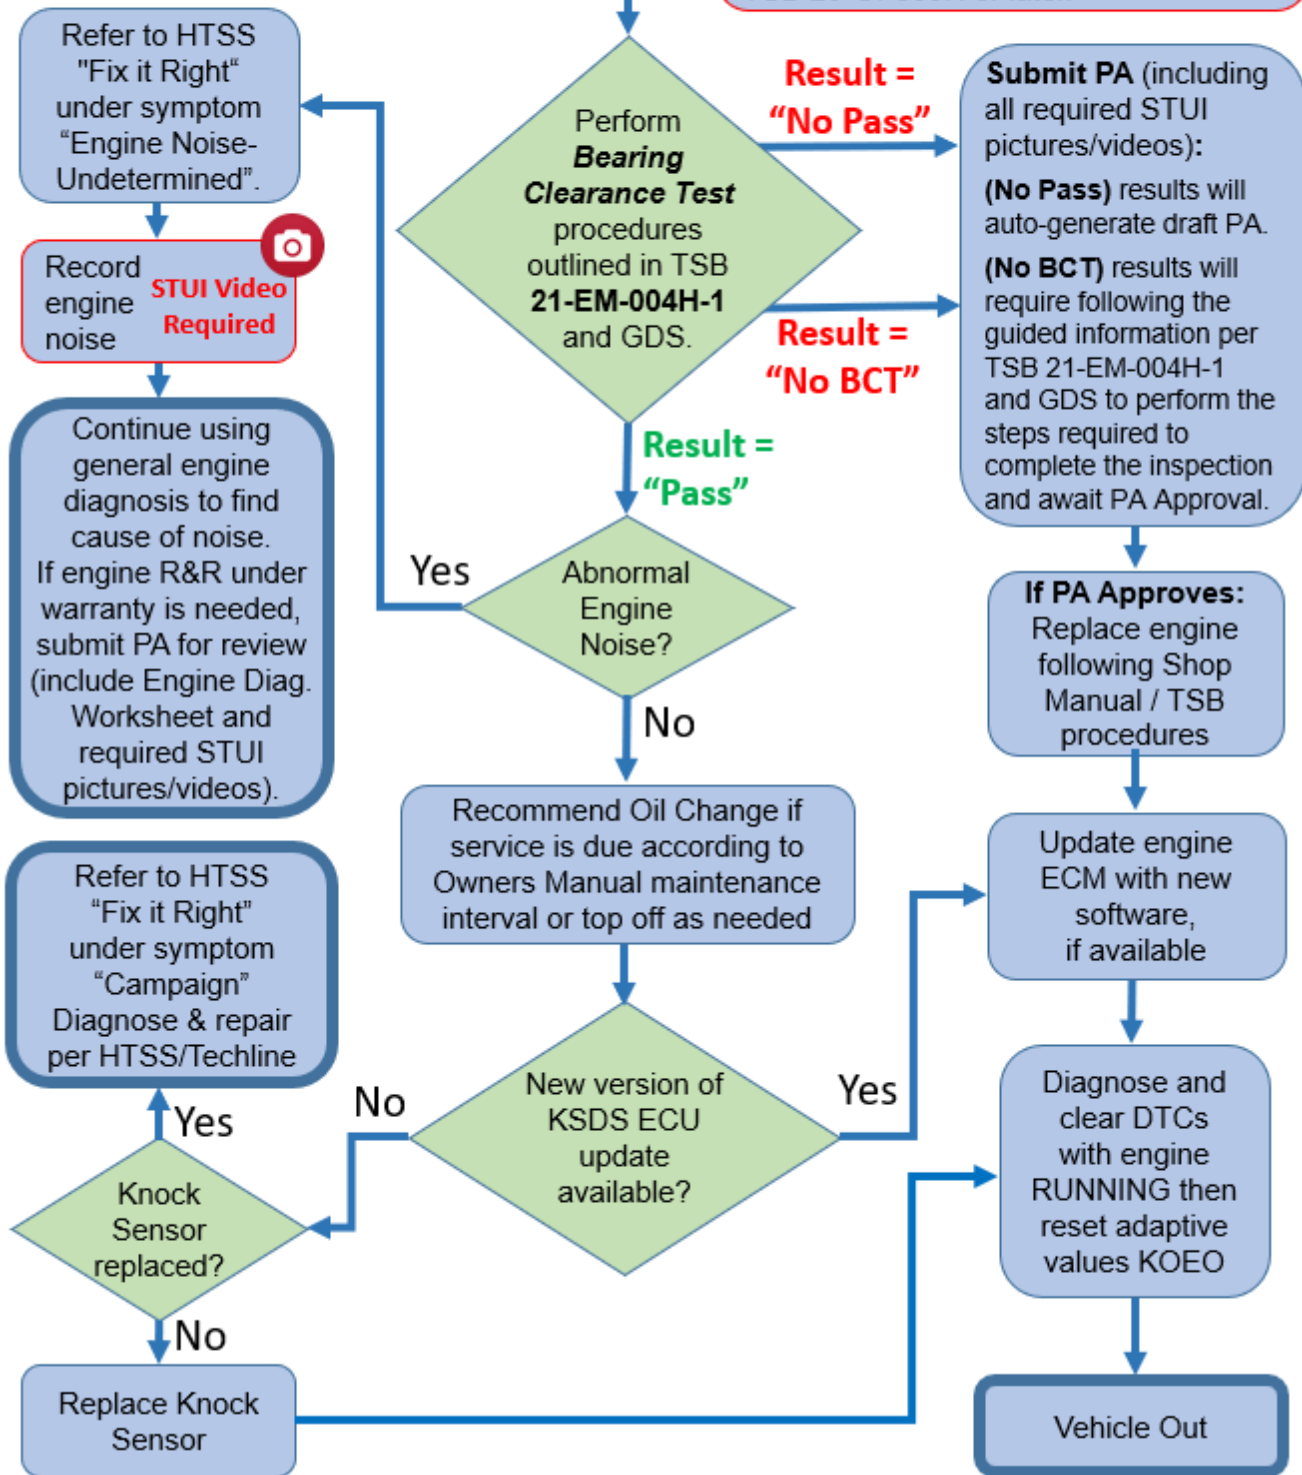 Refer to HTSS
"Fix it Right“
under symptom
“Engine Noise-
Undetermined”.
Record
engine
noise
STUI Video
Required
Continue using
general engine
diagnosis to find
cause of noise.
If engine R&R under
warranty is needed,
submit PA for review
(include Engine Diag.
Worksheet and
required STUI
pictures/videos).
Perform
Bearing
Clearance Test
procedures
outlined in TSB
21-EM-004H-1
and GDS.
Result =
“No Pass”
Result =
“No BCT”
Result =
“Pass”
Submit PA (including
all required STUI
pictures/videos):
(No Pass) results will
auto-generate draft PA.
(No BCT) results will
require following the
guided information per
TSB 21-EM-004H-1
and GDS to perform the
steps required to
complete the inspection
and await PA Approval.
Abnormal
Engine
Noise?
Yes
No
If PA Approves:
Replace engine
following Shop
Manual / TSB
procedures
Recommend Oil Change if
service is due according to
Owners Manual maintenance
interval or top off as needed
Update engine
ECM with new
software,
if available
Refer to HTSS
“Fix it Right”
under symptom
“Campaign”
Diagnose & repair
per HTSS/Techline
New version of
KSDS ECU
update
available?
No
Yes
Diagnose and
clear DTCs
with engine
RUNNING then
reset adaptive
values KOEO
Yes
Knock
Sensor
replaced?
No
Replace Knock
Sensor
Vehicle Out